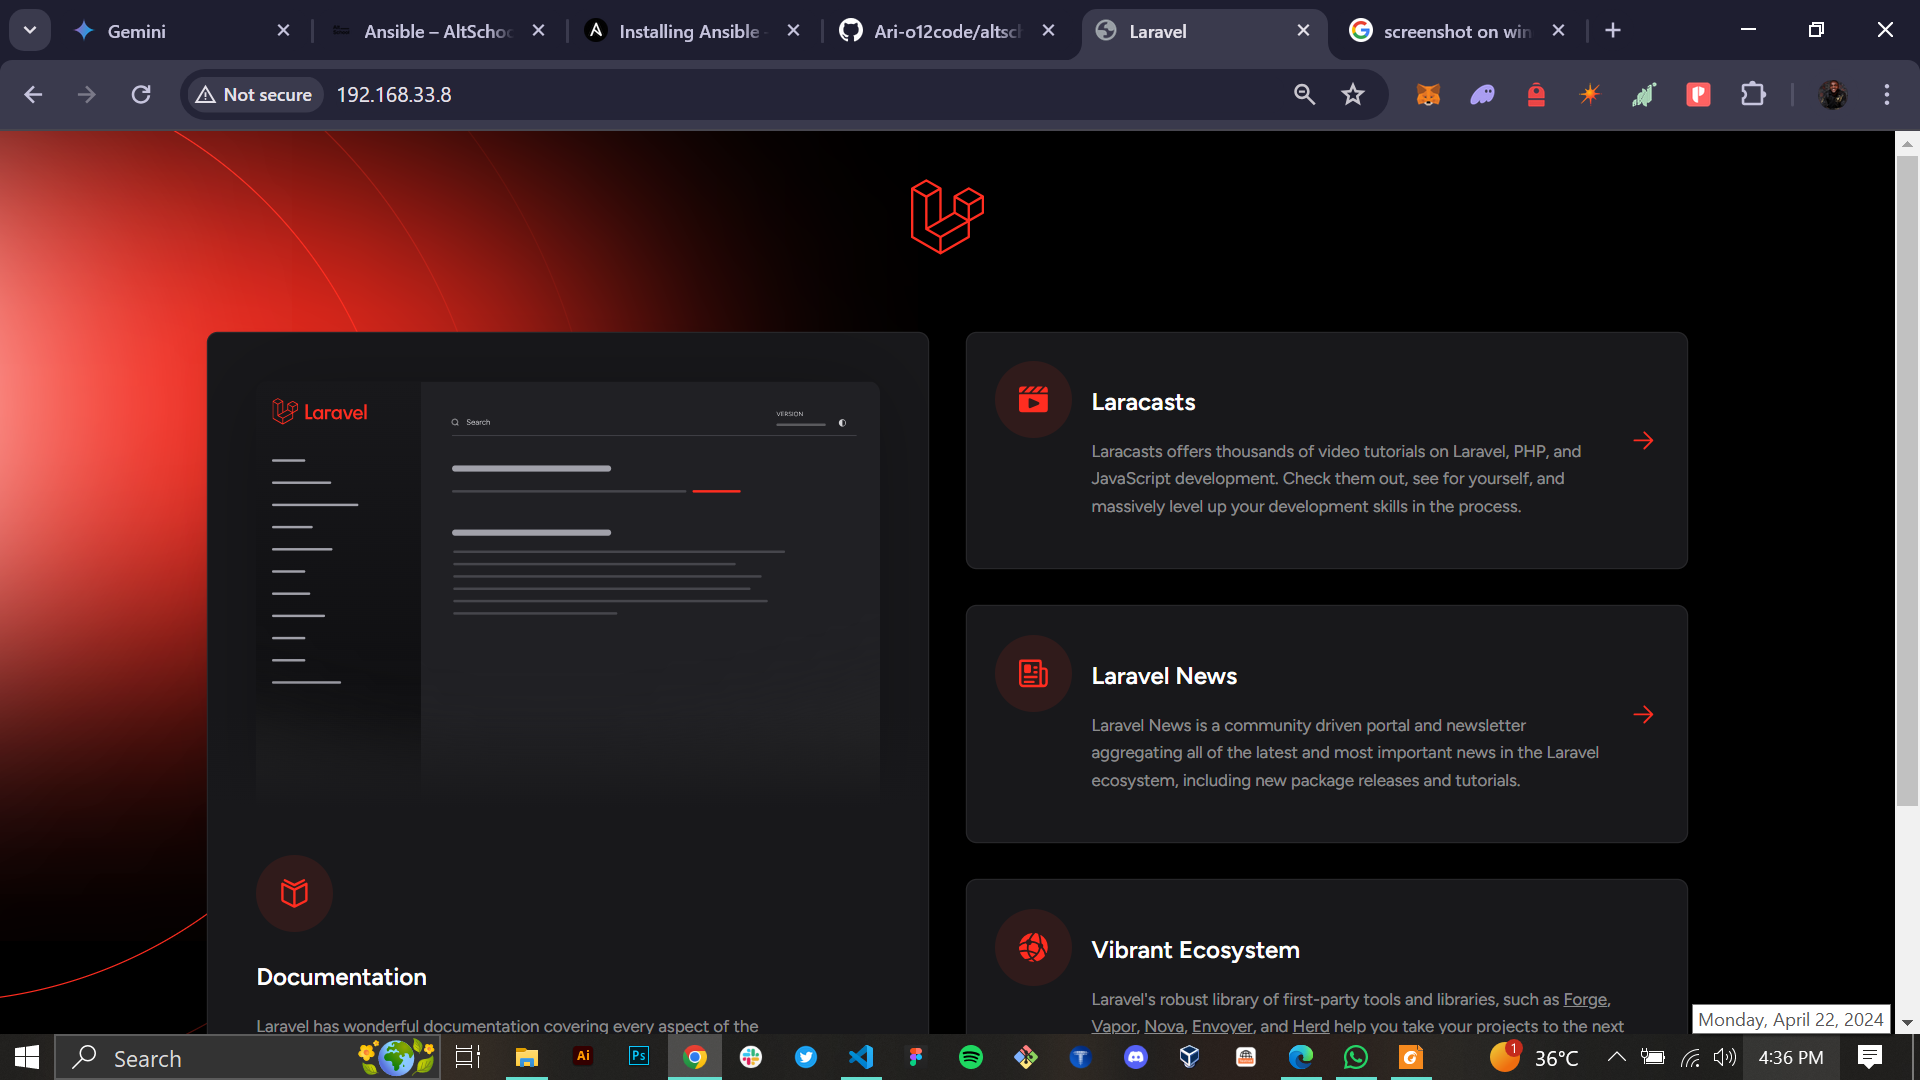 Gemini
Ansible – AltSchoo
Installing Ansible
Ari-o12code/altsch
Laravel
screenshot on win
Not secure
192.168.33.8
Laravel
Search
VERSION
Documentation
Laravel has wonderful documentation covering every aspect of the
Laracasts
Laracasts offers thousands of video tutorials on Laravel, PHP, and
JavaScript development. Check them out, see for yourself, and
massively level up your development skills in the process.
Laravel News
Laravel News is a community driven portal and newsletter
aggregating all of the latest and most important news in the Laravel
ecosystem, including new package releases and tutorials.
Vibrant Ecosystem
Laravel's robust library of first-party tools and libraries, such as Forge,
Vapor, Nova, Envoyer, and Herd help you take your projects to the next
Monday, April 22, 2024
Search
Ai
Ps
1
36°C
4:36 PM